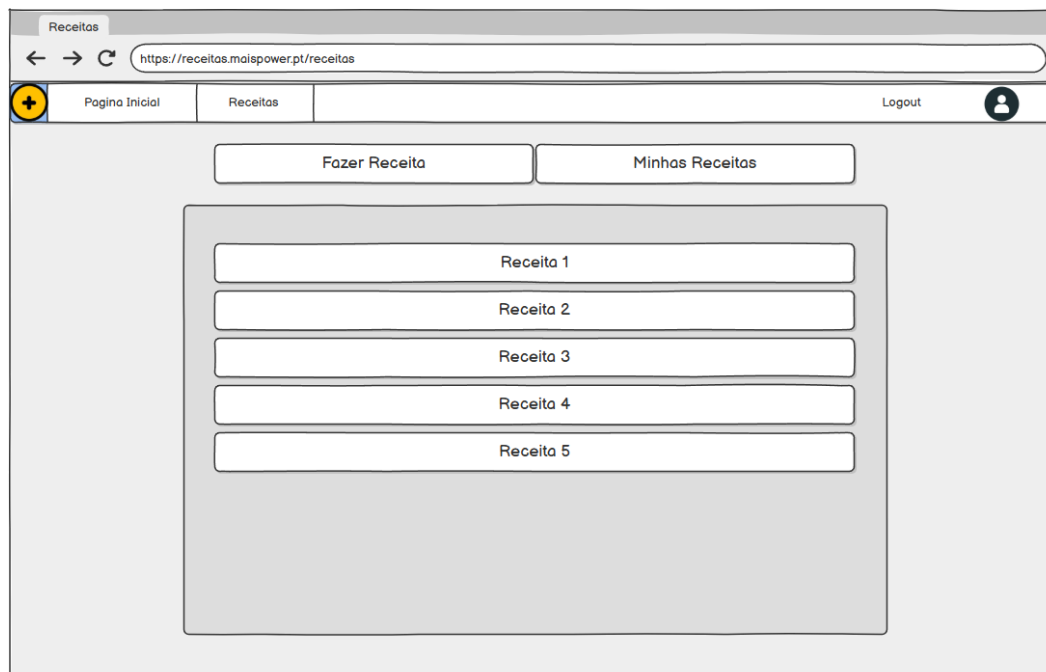 Receitas
https://receitas.maispower.pt/receitas
Pagina Inicial Receitas Logout
Fazer Receita Minhas Receitas
Receita 1
Receita 2
Receita 3
Receita 4
Receita 5